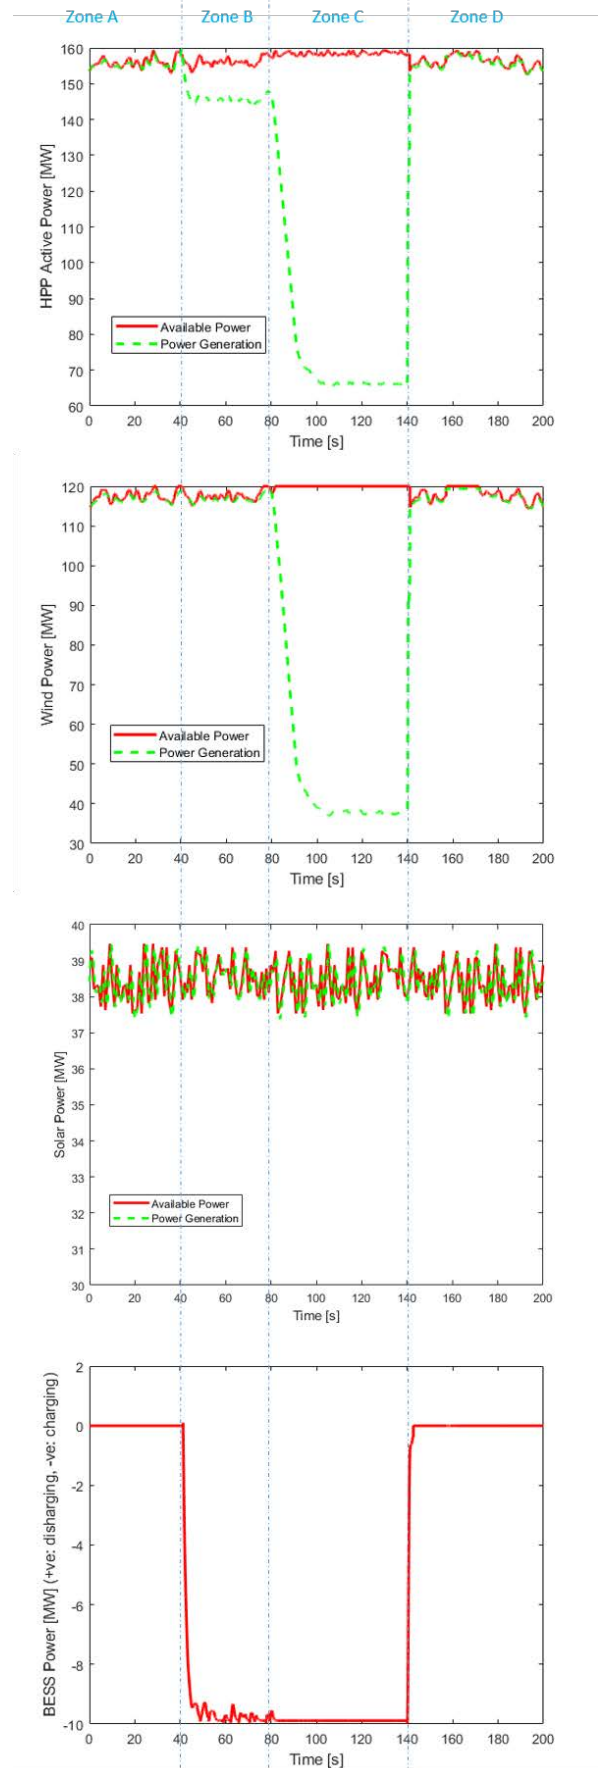 Zone A Zone B Zone C Zone D
160
150
140
130
120
110
100
90
80
70
60
HPP Active Power [MW]
Available Power
Power Generation
0 20 40 60 80 100 120 140 160 180 200
Time [s]
120
110
100
90
80
70
60
50
40
30
Wind Power [MW]
Available Power
Power Generation
0 20 40 60 80 100 120 140 160 180 200
Time [s]
40
39
38
37
36
35
34
33
32
31
30
Solar Power [MW]
Available Power
Power Generation
0 20 40 60 80 100 120 140 160 180 200
Time [s]
2
0
-2
-4
-6
-8
-10
BESS Power [MW] (+ve: disharging, -ve: charging)
0 20 40 60 80 100 120 140 160 180 200
Time [s]